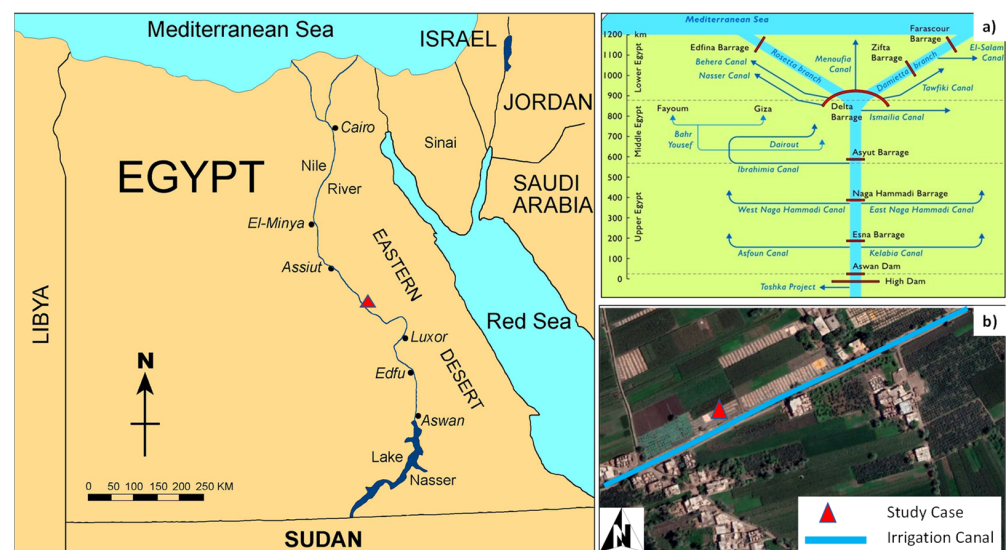 Mediterranean Sea
ISRAEL
JORDAN
Cairo
Sinai
EGYPT
Nile
River
SAUDI
ARABIA
El-Minya
EASTERN
DESERT
Assiut
LIBYA
Red Sea
Luxor
N
Edfu
Aswan
Lake
Nasser
0 50 100 150 200 250 KM
SUDAN
a)
Mediterranean Sea
1200 km
1100
1000
900
800
700
600
500
400
300
200
100
0
Lower Egypt
Middle Egypt
Upper Egypt
Farascour
Barrage
Edfina Barrage
Zifta
Barrage
El-Salam
Canal
Behera Canal
Rosetta branch
Menoufia
Canal
Damietta branch
Nasser Canal
Tawfiki Canal
Delta
Barrage
Ismailia Canal
Fayoum
Giza
Bahr
Yousef
Dairout
Asyut Barrage
Ibrahimia Canal
Naga Hammadi Barrage
West Naga Hammadi Canal
East Naga Hammadi Canal
Esna Barrage
Asfoun Canal
Kelabia Canal
Aswan Dam
High Dam
Toshka Project
b)
N
Study Case
Irrigation Canal